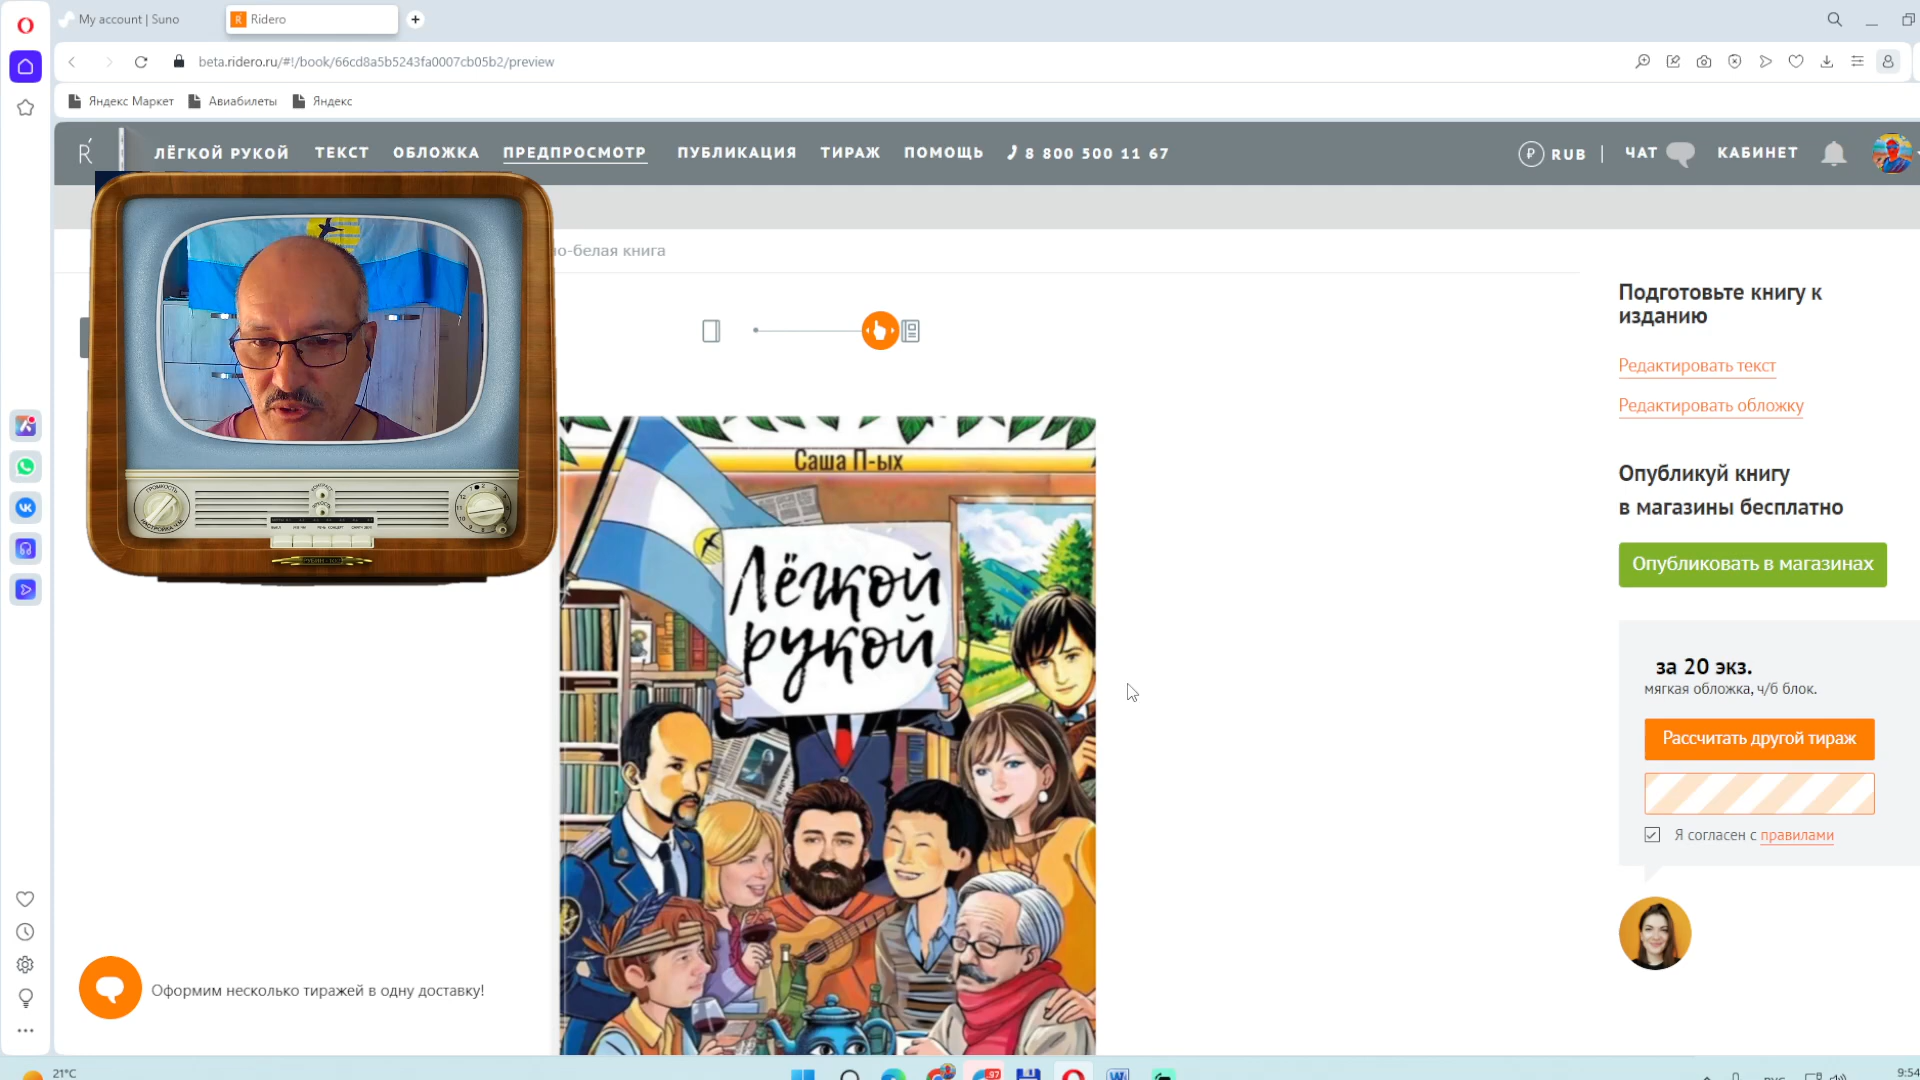 My account | Suno
Ridero
beta.ridero.ru/#!/book/66cd8a5b5243fa0007cb05b2/preview
Яндекс Маркет
Авиабилеты
Яндекс
ЛЁГКОЙ РУКОЙ
ТЕКСТ
ОБЛОЖКА
ПРЕДПРОСМОТР
ПУБЛИКАЦИЯ
ТИРАЖ
ПОМОЩЬ
8 800 500 11 67
RUB
ЧАТ
КАБИНЕТ
но-белая книга
Саша П-ых
Лёгкой
рукой
Подготовьте книгу к
изданию
Редактировать текст
Редактировать обложку
Опубликуй книгу
в магазины бесплатно
Опубликовать в магазинах
за 20 экз.
мягкая обложка, ч/б блок.
Рассчитать другой тираж
Я согласен с правилами
Оформим несколько тиражей в одну доставку!
ГРОМКОСТЬ
21°C
97
9:54